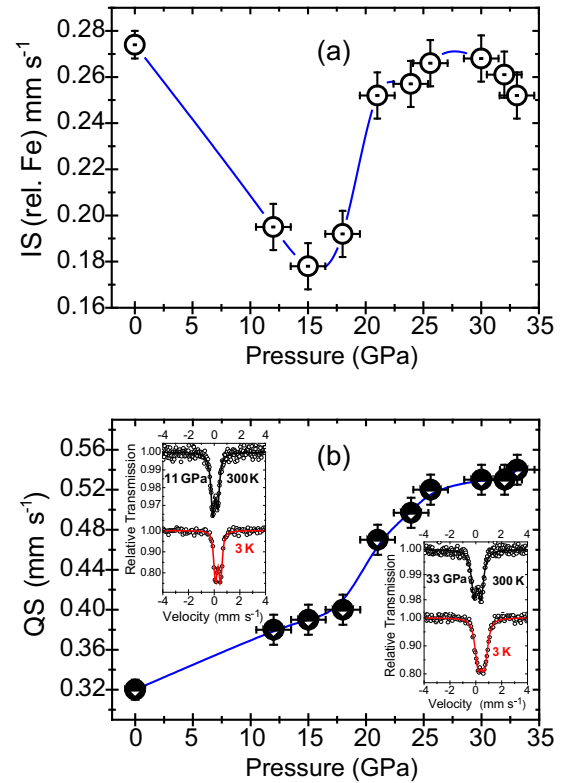 (a)
0.28
0.26
0.24
0.22
0.20
0.18
0.16
IS (rel. Fe) mm s⁻¹
0 5 10 15 20 25 30 35
Pressure (GPa)
(b)
0.56
0.52
0.48
0.44
0.40
0.36
0.32
QS (mm s⁻¹)
-4 0 4
1.00
0.99
0.98
0.97
11 GPa 300 K
1.00
0.90
0.80
3 K
Relative Transmission
-4 -2 0 2 4
Velocity (mm s⁻¹)
-4 0 4
1.00
0.99
0.98
33 GPa 300 K
1.00
0.90
0.80
3 K
Relative Transmission
-4 -2 0 2 4
Velocity (mm s⁻¹)
0 5 10 15 20 25 30 35
Pressure (GPa)